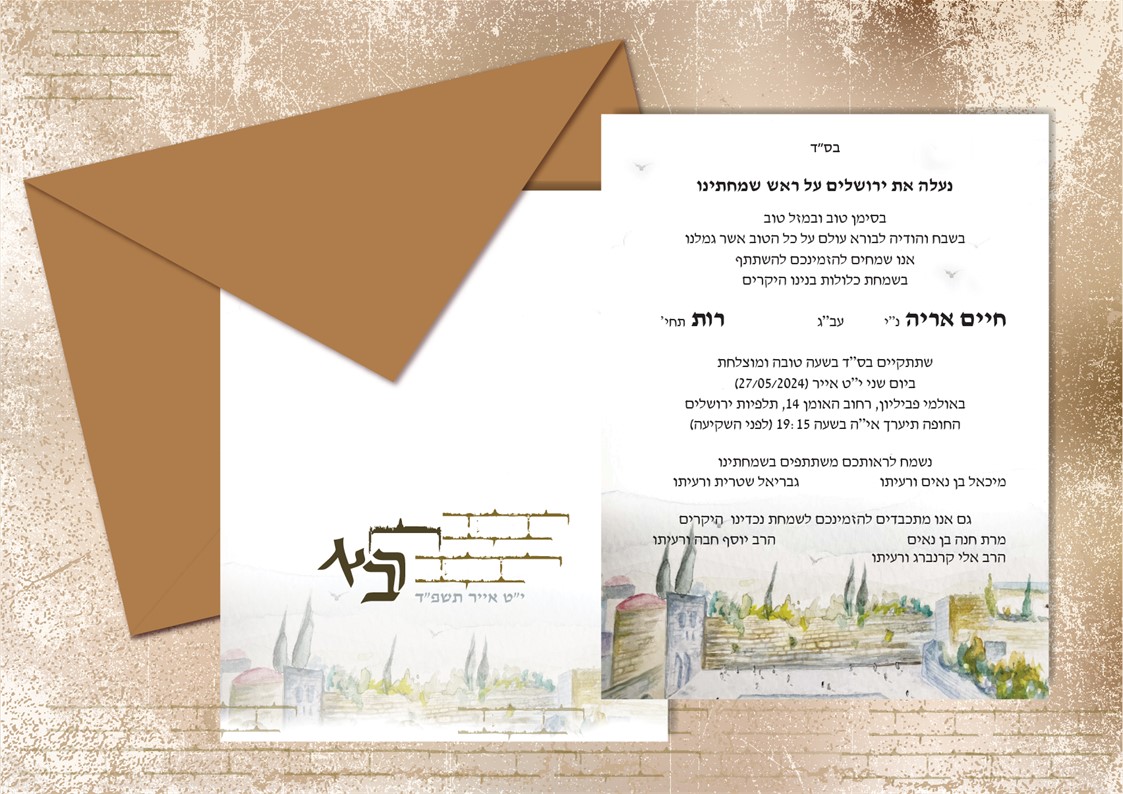 בס"ד
נעלה את ירושלים על ראש שמחתינו
בסימן טוב ובמזל טוב
בשבח והודיה לבורא עולם על כל הטוב אשר גמלנו
אנו שמחים להזמינכם להשתתף
בשמחת כלולות בנינו היקרים
חיים אריה נ"י עב"ג רות תחי'
שתתקיים בס"ד בשעה טובה ומוצלחת
ביום שני י"ט אייר (27/05/2024)
באולמי פביליון, רחוב האומן 14, תלפיות ירושלים
החופה תיערך אי"ה בשעה 19:15 (לפני השקיעה)
נשמח לראותכם משתתפים בשמחתינו
מיכאל בן נאים ורעיתו גבריאל שטרית ורעיתו
גם אנו מתכבדים להזמינכם לשמחת נכדינו היקרים
מרת חנה בן נאים הרב יוסף חבה ורעיתו
הרב אלי קרנברג ורעיתו
י"ט אייר תשפ"ד